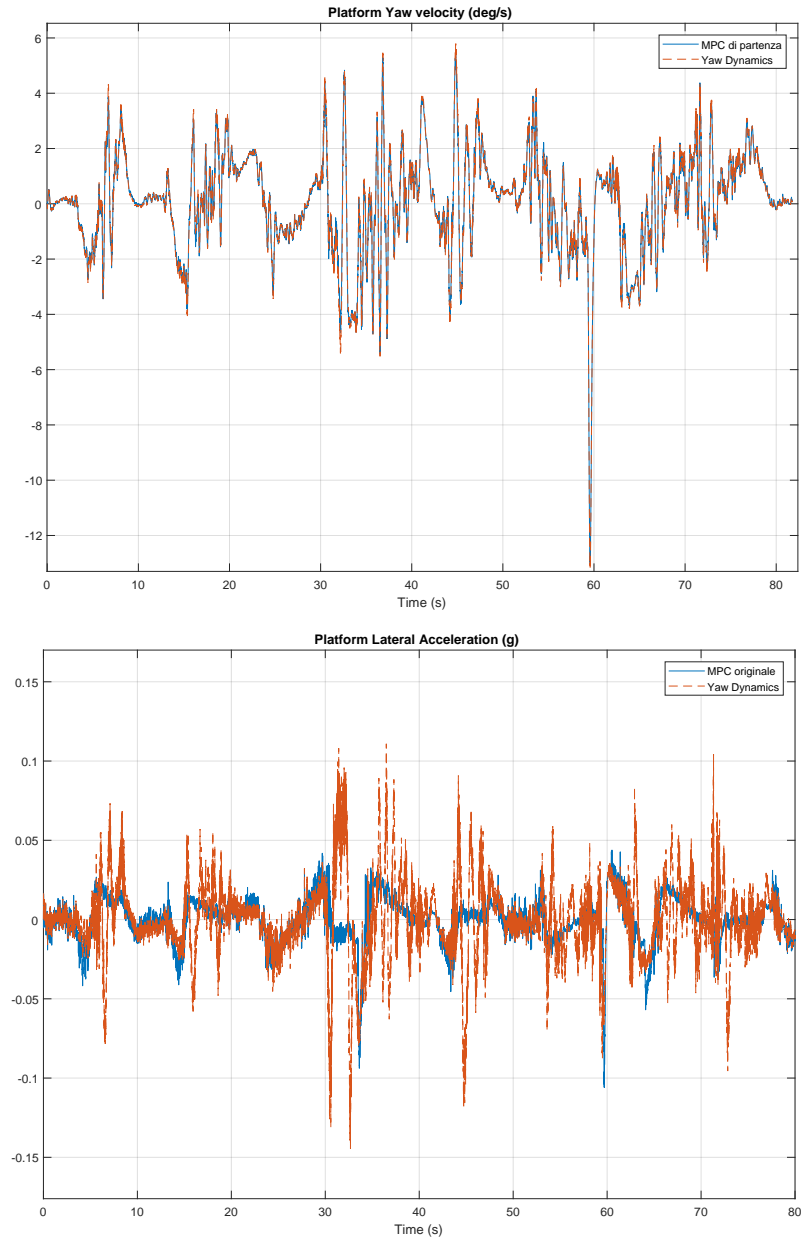 Platform Yaw velocity (deg/s)
MPC di partenza
Yaw Dynamics
6
4
2
0
-2
-4
-6
-8
-10
-12
0 10 20 30 40 50 60 70 80
Time (s)
Platform Lateral Acceleration (g)
MPC originale
Yaw Dynamics
0.15
0.1
0.05
0
-0.05
-0.1
-0.15
0 10 20 30 40 50 60 70 80
Time (s)